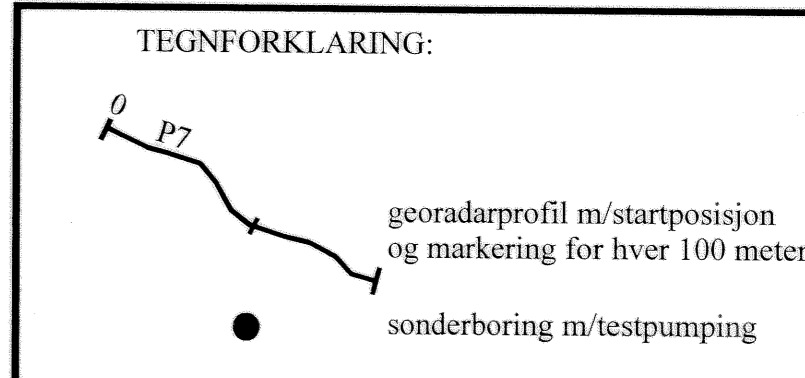 TEGNFORKLARING:
0
P7
georadarprofil m/startposisjon
og markering for hver 100 meter
sonderboring m/testpumping